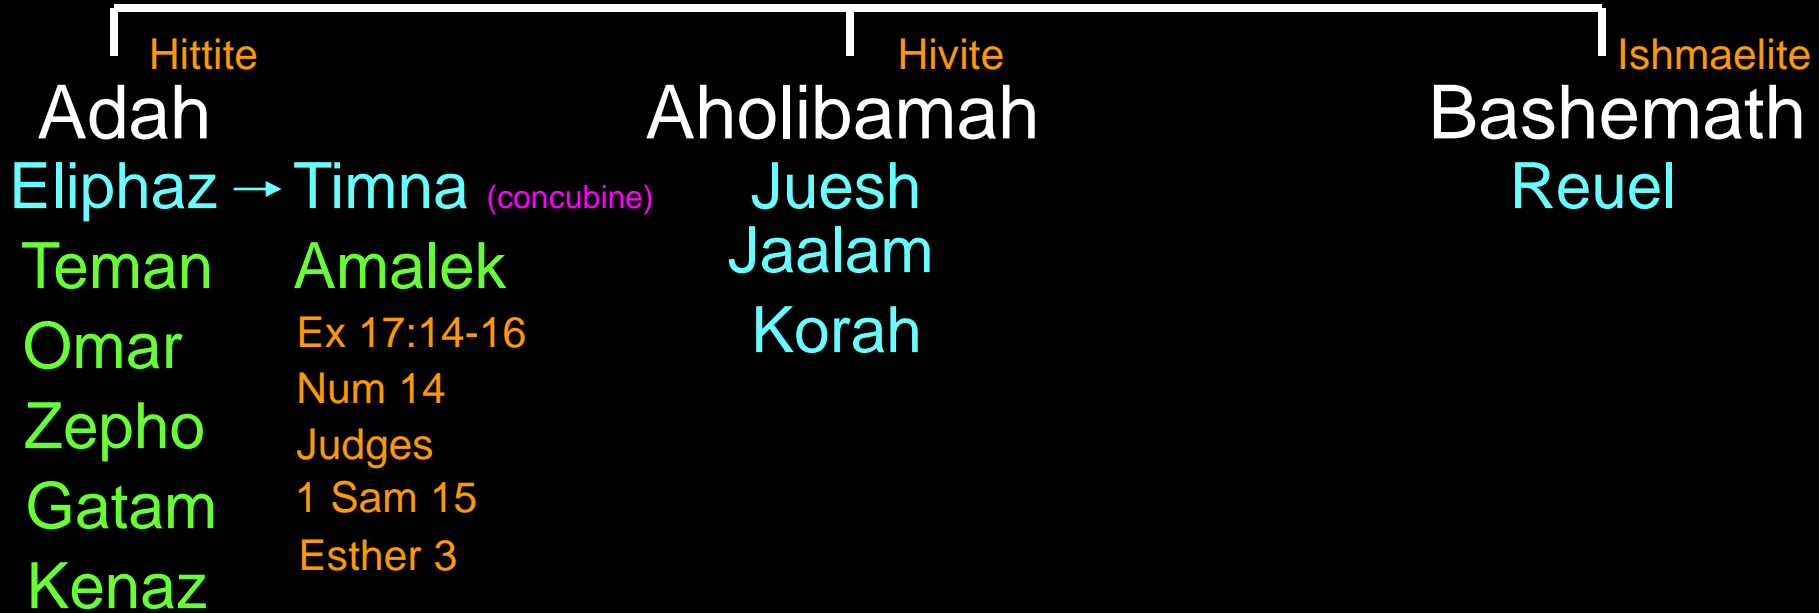 Hittite Hivite Ishmaelite
Adah Aholibamah Bashemath
Eliphaz → Timna (concubine) Juesh Reuel
Teman Amalek Jaalam
Omar Ex 17:14-16 Korah
Num 14
Zepho Judges
Gatam 1 Sam 15
Esther 3
Kenaz